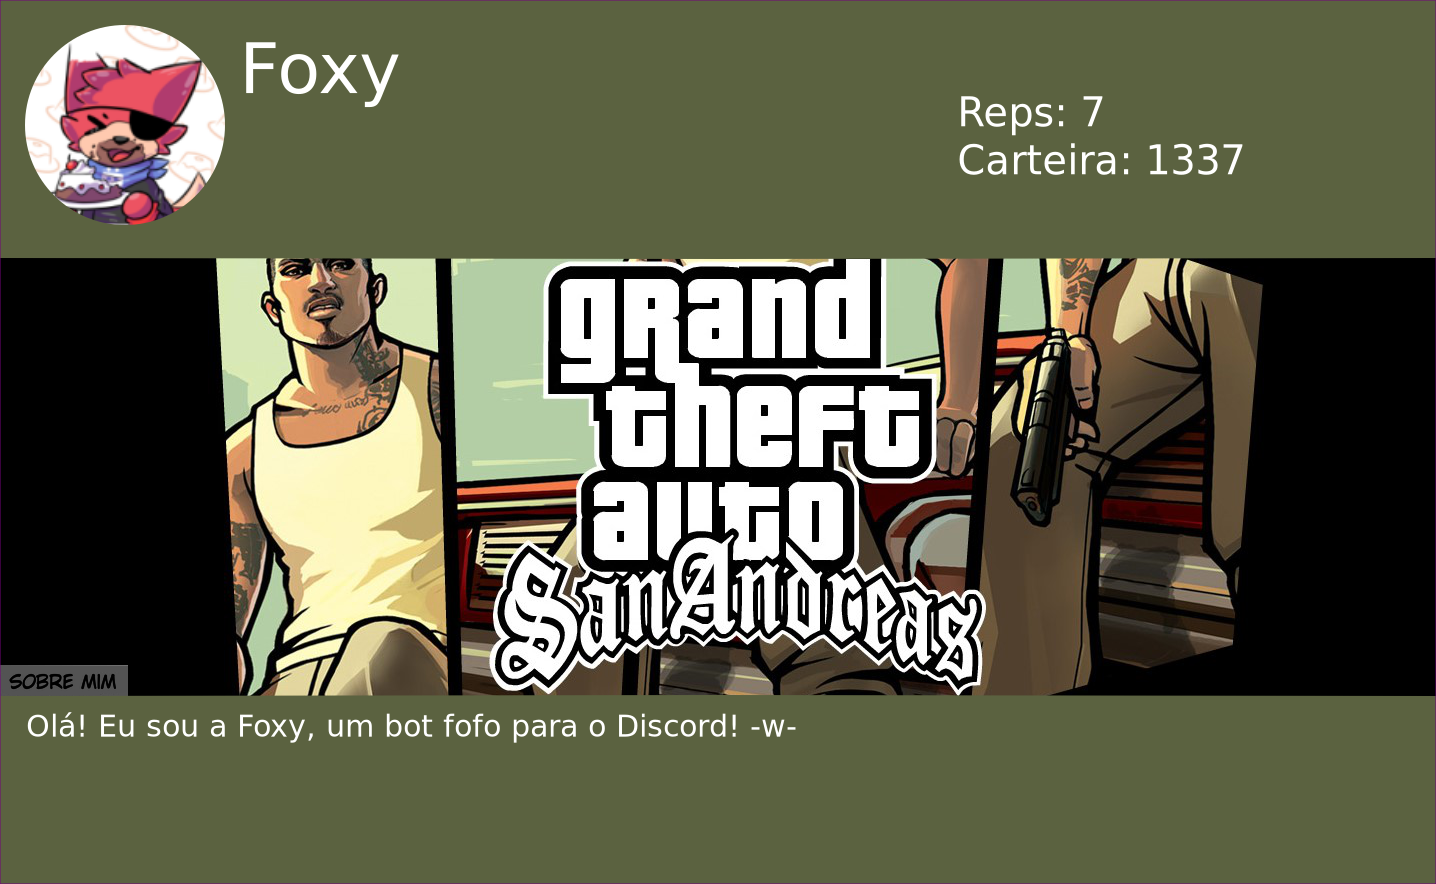 Foxy
Reps: 7
Carteira: 1337
grand
theft
auto
San Andreas
SOBRE MIM
Olá! Eu sou a Foxy, um bot fofo para o Discord! -w-